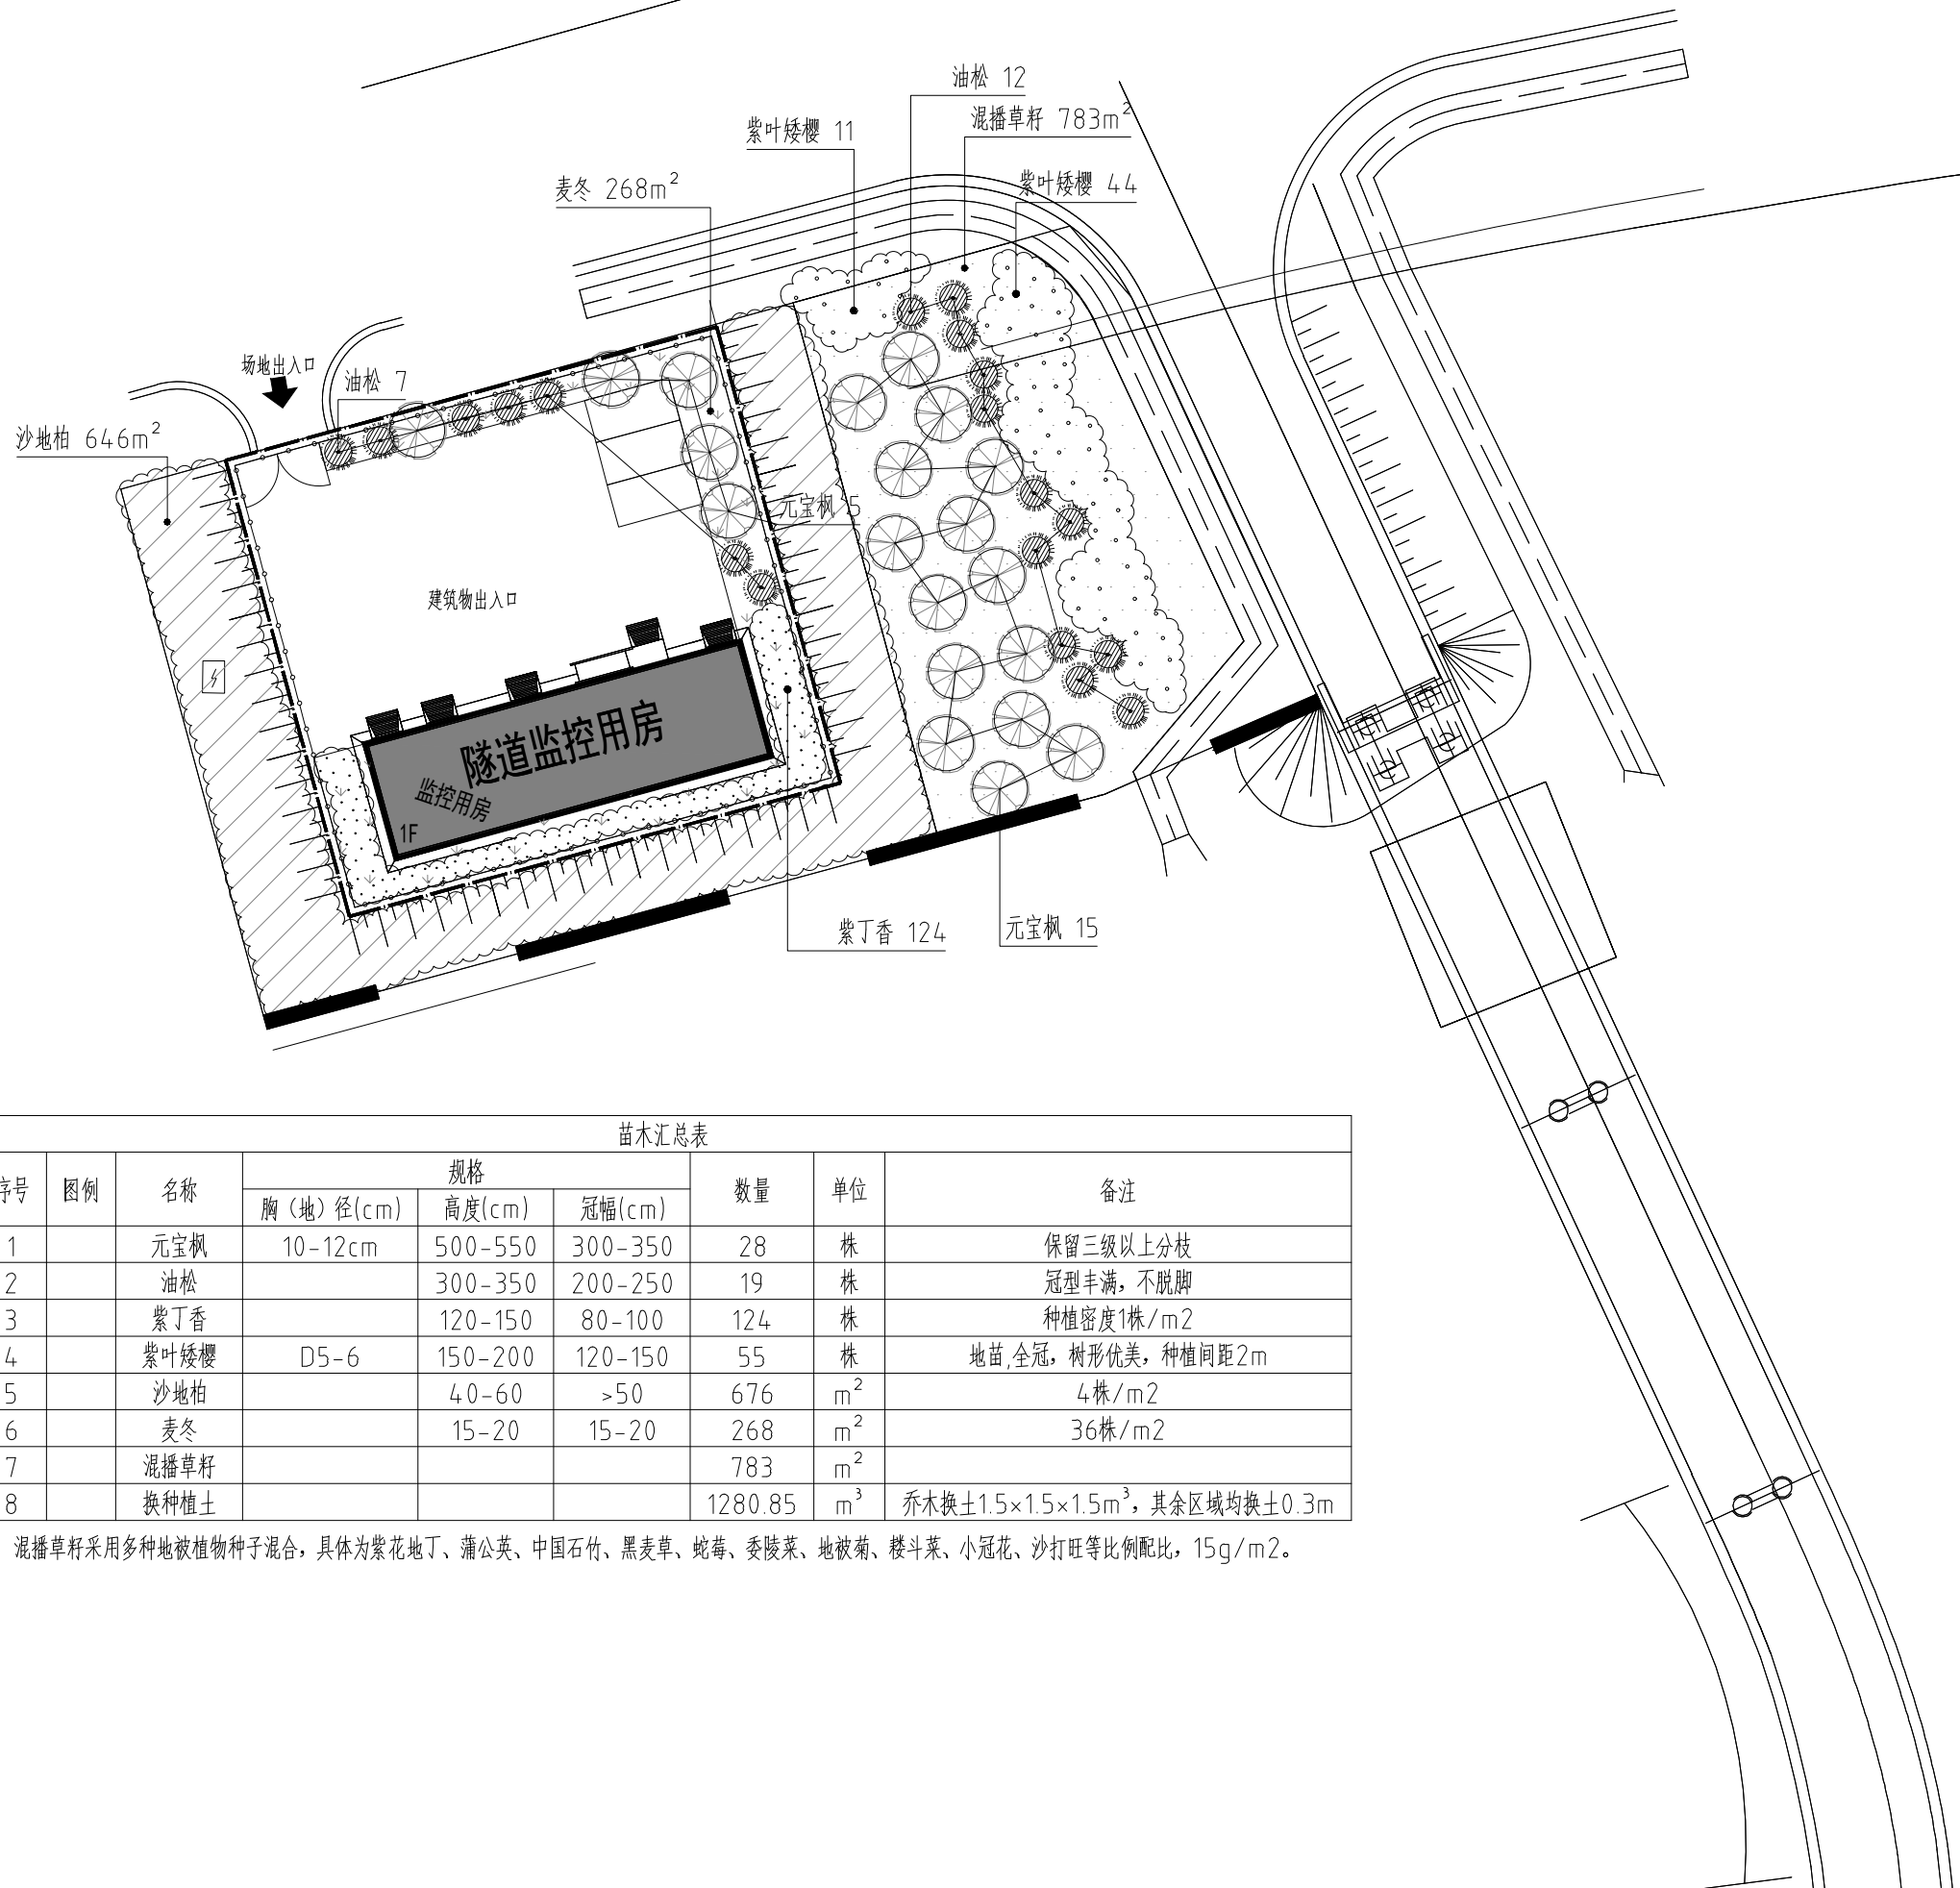 油松 12
混播草籽 783m²
紫叶矮樱 11
紫叶矮樱 44
麦冬 268m²
场地出入口
油松 7
沙地柏 646m²
元宝枫 5
建筑物出入口
隧道监控用房
监控用房
1F
紫丁香 124
元宝枫 15
苗木汇总表
序号 图例 名称 规格 数量 单位 备注
胸（地）径(cm) 高度(cm) 冠幅(cm)
1 元宝枫 10-12cm 500-550 300-350 28 株 保留三级以上分枝
2 油松 300-350 200-250 19 株 冠型丰满，不脱脚
3 紫丁香 120-150 80-100 124 株 种植密度1株/m2
4 紫叶矮樱 D5-6 150-200 120-150 55 株 地苗,全冠，树形优美，种植间距2m
5 沙地柏 40-60 >50 676 m² 4株/m2
6 麦冬 15-20 15-20 268 m² 36株/m2
7 混播草籽 783 m²
8 换种植土 1280.85 m³ 乔木换土1.5×1.5×1.5m³，其余区域均换土0.3m
混播草籽采用多种地被植物种子混合，具体为紫花地丁、蒲公英、中国石竹、黑麦草、蛇莓、委陵菜、地被菊、耧斗菜、小冠花、沙打旺等比例配比，15g/m2。